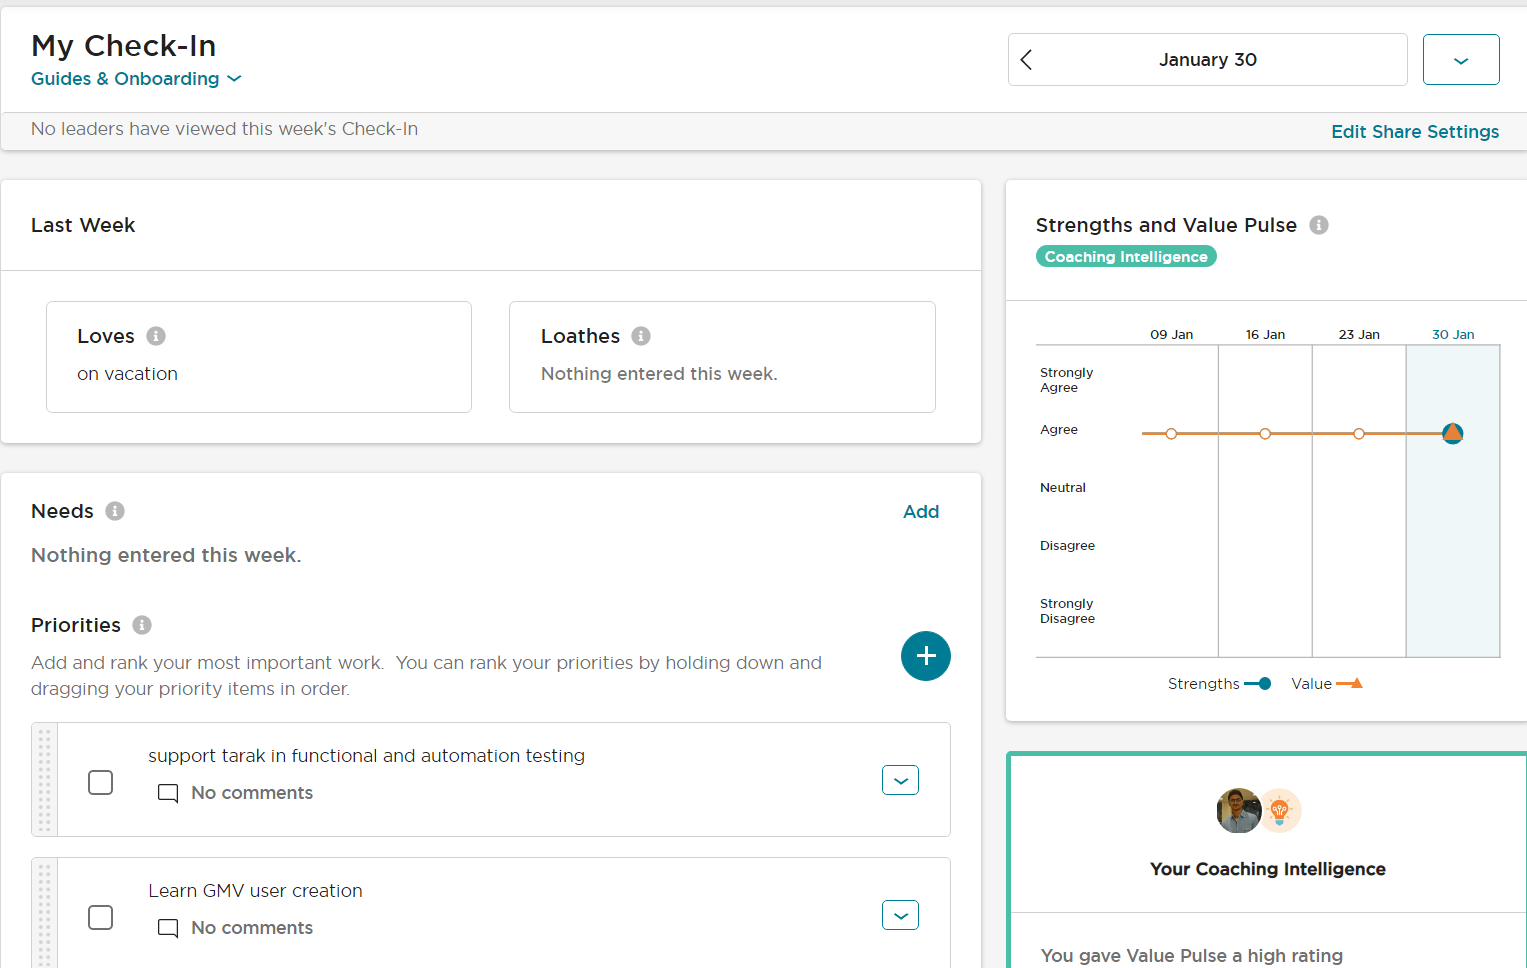 My Check-In
Guides & Onboarding
January 30
No leaders have viewed this week's Check-In
Edit Share Settings
Last Week
Loves
on vacation
Loathes
Nothing entered this week.
Needs
Add
Nothing entered this week.
Priorities
Add and rank your most important work.  You can rank your priorities by holding down and
dragging your priority items in order.
support tarak in functional and automation testing
No comments
Learn GMV user creation
No comments
Strengths and Value Pulse
Coaching Intelligence
09 Jan
16 Jan
23 Jan
30 Jan
Strongly
Agree
Agree
Neutral
Disagree
Strongly
Disagree
Strengths
Value
Your Coaching Intelligence
You gave Value Pulse a high rating